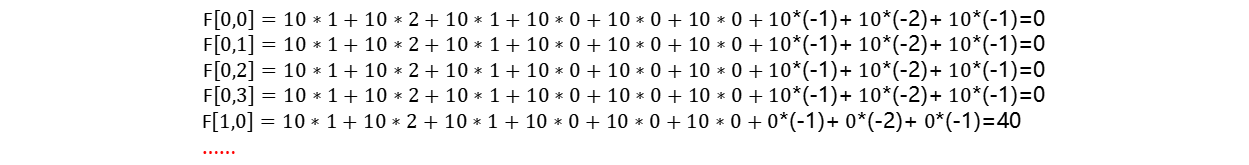 F[0,0] = 10 ∗ 1 + 10 ∗ 2 + 10 ∗ 1 + 10 ∗ 0 + 10 ∗ 0 + 10 ∗ 0 + 10*(-1)+ 10*(-2)+ 10*(-1)=0
F[0,1] = 10 ∗ 1 + 10 ∗ 2 + 10 ∗ 1 + 10 ∗ 0 + 10 ∗ 0 + 10 ∗ 0 + 10*(-1)+ 10*(-2)+ 10*(-1)=0
F[0,2] = 10 ∗ 1 + 10 ∗ 2 + 10 ∗ 1 + 10 ∗ 0 + 10 ∗ 0 + 10 ∗ 0 + 10*(-1)+ 10*(-2)+ 10*(-1)=0
F[0,3] = 10 ∗ 1 + 10 ∗ 2 + 10 ∗ 1 + 10 ∗ 0 + 10 ∗ 0 + 10 ∗ 0 + 10*(-1)+ 10*(-2)+ 10*(-1)=0
F[1,0] = 10 ∗ 1 + 10 ∗ 2 + 10 ∗ 1 + 10 ∗ 0 + 10 ∗ 0 + 10 ∗ 0 + 0*(-1)+ 0*(-2)+ 0*(-1)=40
......